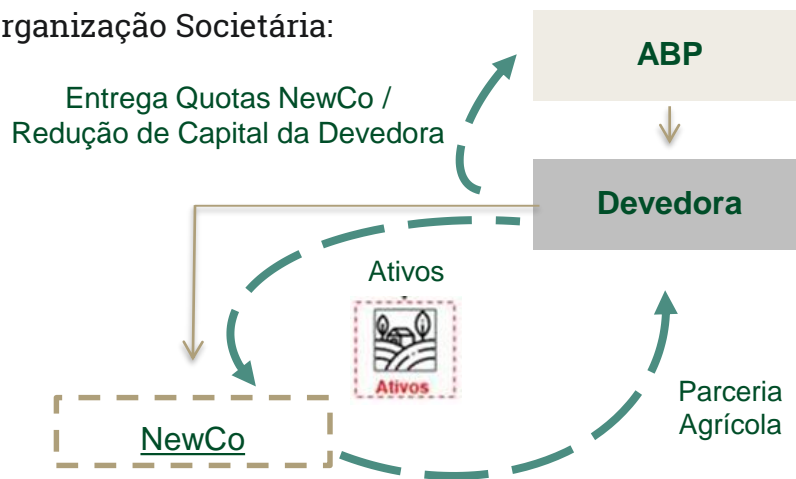 rganização Societária:
ABP
Entrega Quotas NewCo /
Redução de Capital da Devedora
Devedora
Ativos
Ativos
Parceria
Agrícola
NewCo